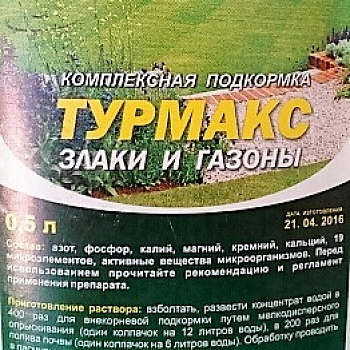 КОМПЛЕКСНАЯ ПОДКОРМКА
ТУРМАКС
ЗЛАКИ И ГАЗОНЫ
0,5 л
ДАТА ИЗГОТОВЛЕНИЯ
21. 04. 2016
Состав: азот, фосфор, калий, магний, кремний, кальций, 19
микроэлементов, активные вещества микроорганизмов. Перед
использованием прочитайте рекомендацию и регламент
применения препарата.
Приготовление раствора: взболтать, развести концентрат водой в
400 раз для внекорневой подкормки путем мелкодисперсного
опрыскивания (один колпачок на 12 литров воды), в 200 раз для
полива почвы (один колпачок на 6 литров воды). Обработку проводить